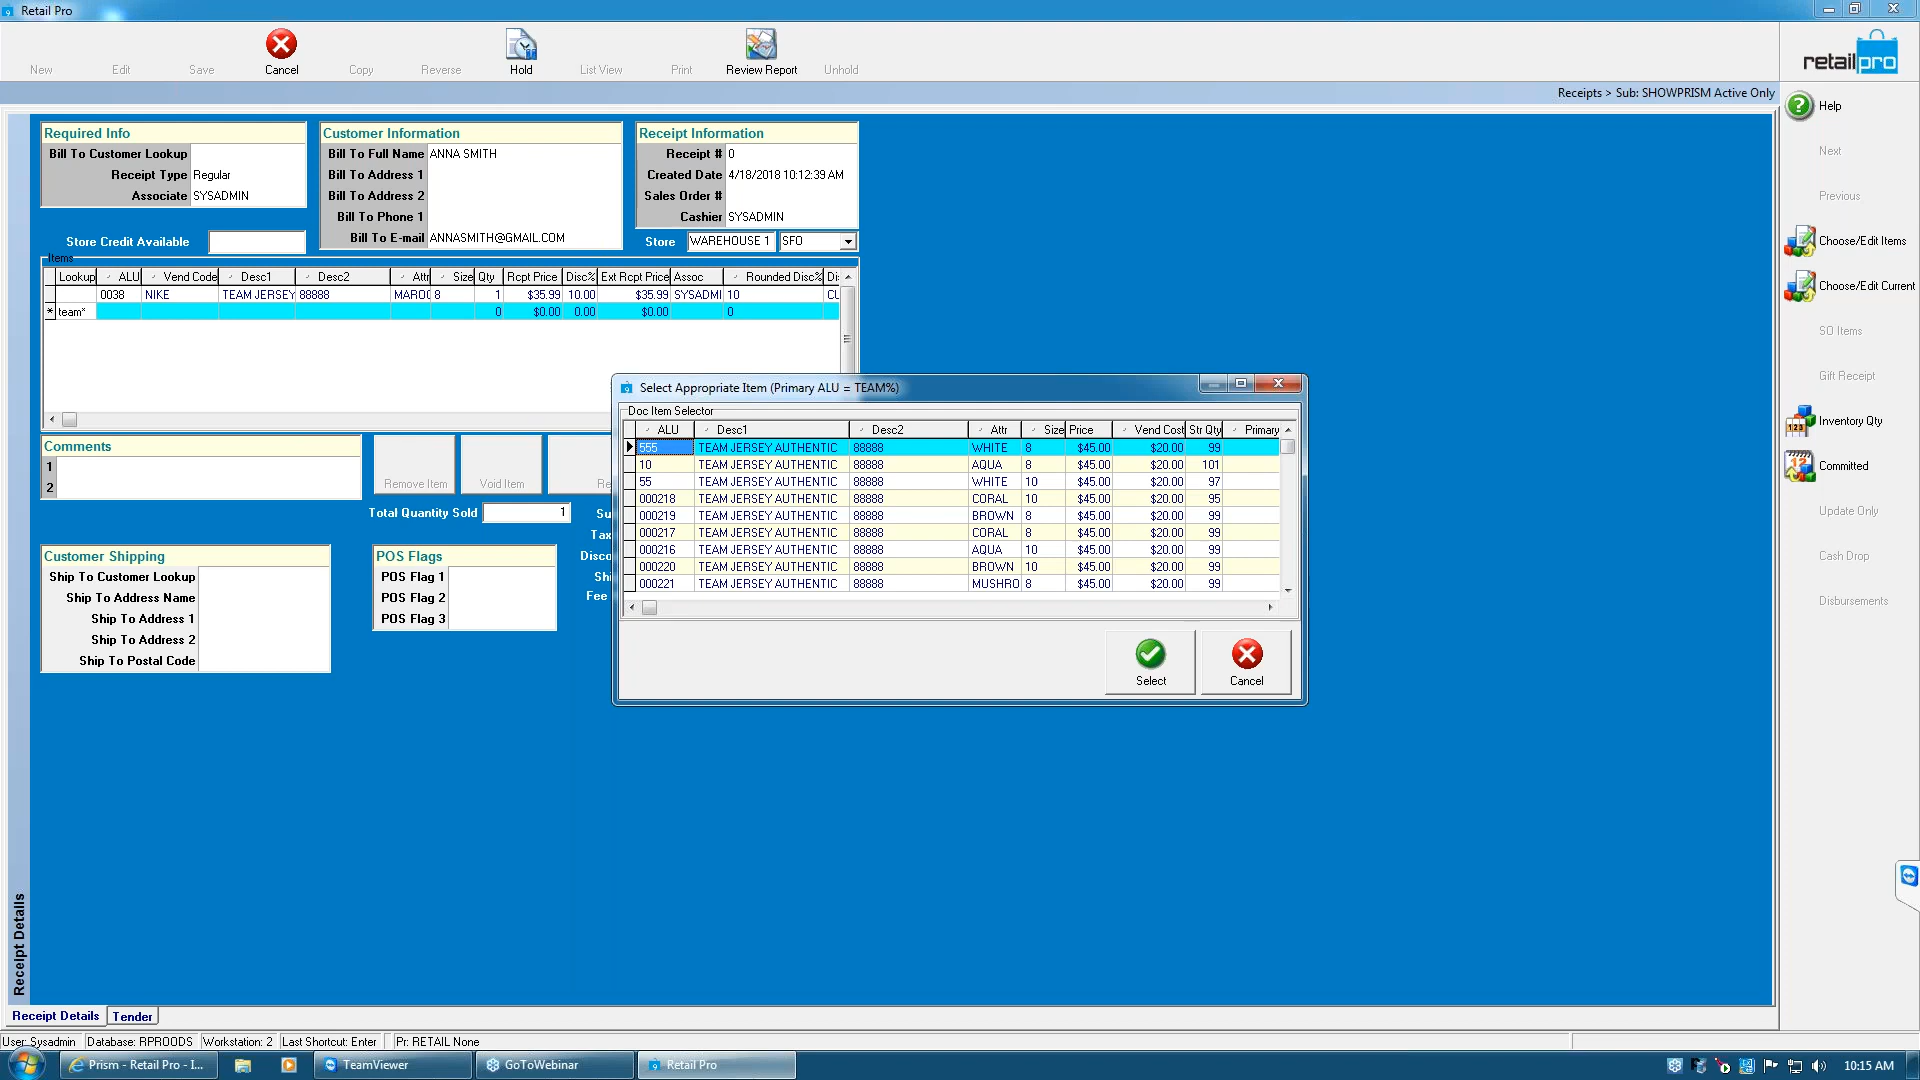 Retail Pro
New Edit Save Cancel Copy Reverse Hold List View Print Review Report Unhold
retailpro
Receipts > Sub: SHOWPRISM Active Only
Required Info
Bill To Customer Lookup
Receipt Type Regular
Associate SYSADMIN
Store Credit Available
Customer Information
Bill To Full Name ANNA SMITH
Bill To Address 1
Bill To Address 2
Bill To Phone 1
Bill To E-mail ANNASMITH@GMAIL.COM
Receipt Information
Receipt # 0
Created Date 4/18/2018 10:12:39 AM
Sales Order #
Cashier SYSADMIN
Store WAREHOUSE 1 SFO
Items
Lookup ALU Vend Code Desc1 Desc2 Attr Size Qty Rcpt Price Disc% Ext Rcpt Price Assoc Rounded Disc% Di
0038 NIKE TEAM JERSEY 88888 MAROC 8 1 $35.99 10.00 $35.99 SYSADMI 10 CU
* team* 0 $0.00 0.00 $0.00 0
Comments
1
2
Remove Item Void Item Re
Total Quantity Sold 1
Su
Tax
Disco
Shi
Fee
Customer Shipping
Ship To Customer Lookup
Ship To Address Name
Ship To Address 1
Ship To Address 2
Ship To Postal Code
POS Flags
POS Flag 1
POS Flag 2
POS Flag 3
Select Appropriate Item (Primary ALU = TEAM%)
Doc Item Selector
ALU Desc1 Desc2 Attr Size Price Vend Cost Str Qty Primary
555 TEAM JERSEY AUTHENTIC 88888 WHITE 8 $45.00 $20.00 99
10 TEAM JERSEY AUTHENTIC 88888 AQUA 8 $45.00 $20.00 101
55 TEAM JERSEY AUTHENTIC 88888 WHITE 10 $45.00 $20.00 97
000218 TEAM JERSEY AUTHENTIC 88888 CORAL 10 $45.00 $20.00 95
000219 TEAM JERSEY AUTHENTIC 88888 BROWN 8 $45.00 $20.00 99
000217 TEAM JERSEY AUTHENTIC 88888 CORAL 8 $45.00 $20.00 99
000216 TEAM JERSEY AUTHENTIC 88888 AQUA 10 $45.00 $20.00 99
000220 TEAM JERSEY AUTHENTIC 88888 BROWN 10 $45.00 $20.00 99
000221 TEAM JERSEY AUTHENTIC 88888 MUSHRO 8 $45.00 $20.00 99
Select Cancel
Help
Next
Previous
Choose/Edit Items
Choose/Edit Current
SO Items
Gift Receipt
Inventory Qty
Committed
Update Only
Cash Drop
Disbursements
Receipt Details
Receipt Details Tender
User: Sysadmin Database: RPROODS Workstation: 2 Last Shortcut: Enter Pr: RETAIL None
Prism - Retail Pro - I... TeamViewer GoToWebinar Retail Pro 10:15 AM